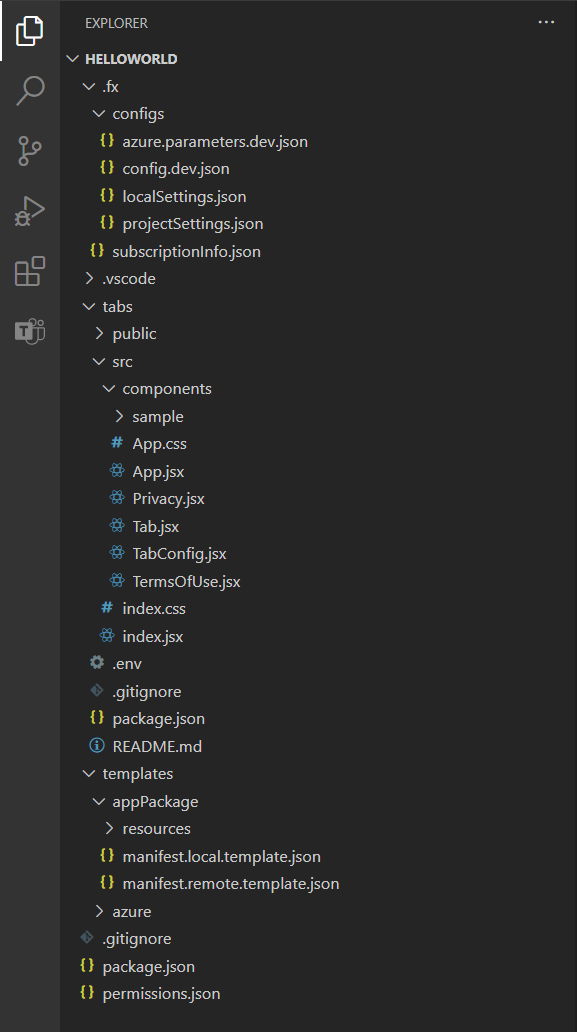 EXPLORER
HELLOWORLD
.fx
configs
azure.parameters.dev.json
config.dev.json
localSettings.json
projectSettings.json
subscriptionInfo.json
.vscode
tabs
public
src
components
sample
App.css
App.jsx
Privacy.jsx
Tab.jsx
TabConfig.jsx
TermsOfUse.jsx
index.css
index.jsx
.env
.gitignore
package.json
README.md
templates
appPackage
resources
manifest.local.template.json
manifest.remote.template.json
azure
.gitignore
package.json
permissions.json